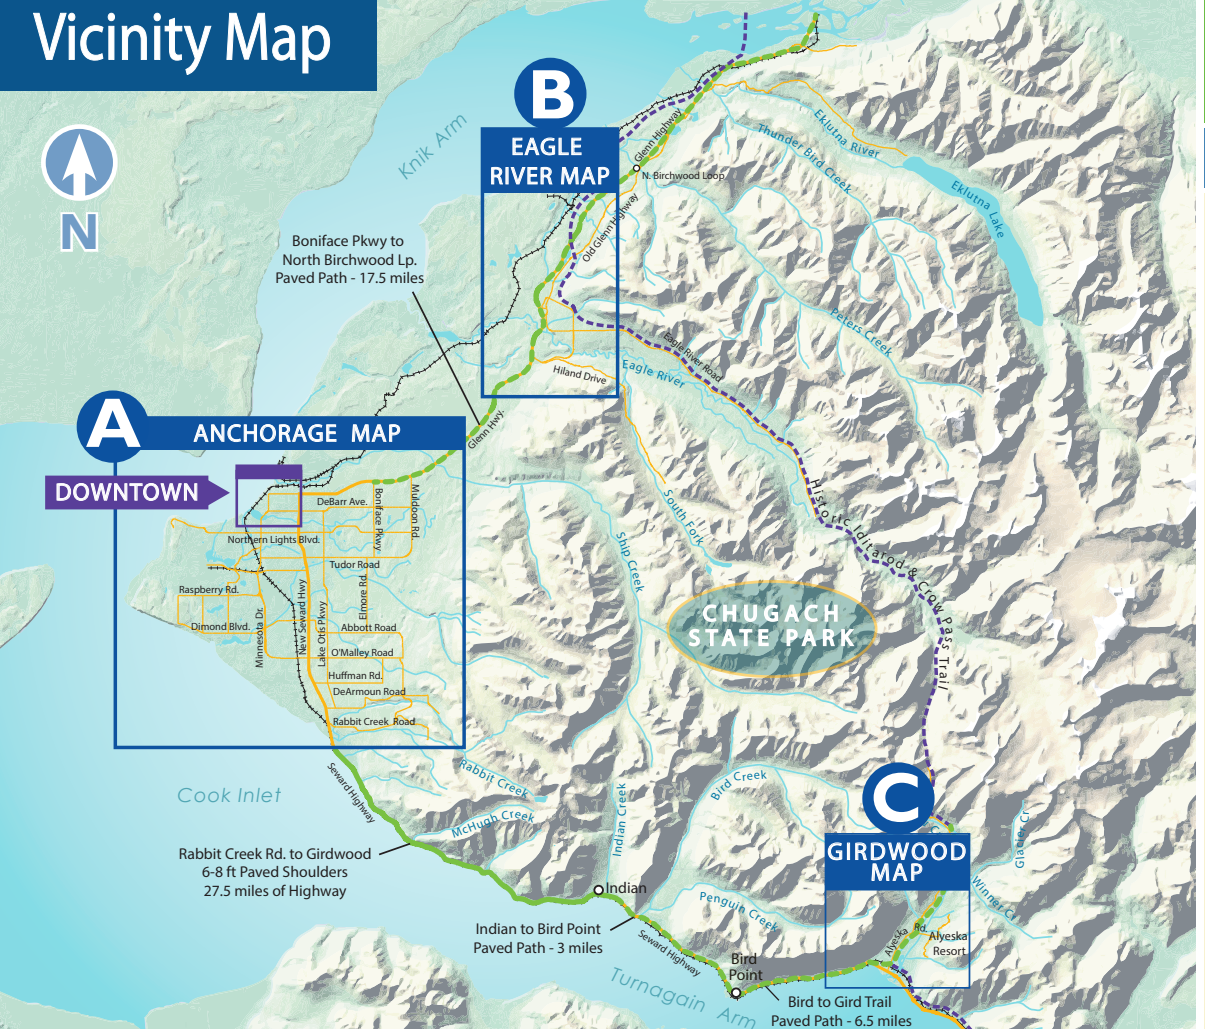 Vicinity Map
N
Knik Arm
B
EAGLE
RIVER MAP
Glenn Highway
N. Birchwood Loop
Old Glenn Highway
Eklutna River
Thunder Bird Creek
Eklutna Lake
Peters Creek
Boniface Pkwy to
North Birchwood Lp.
Paved Path - 17.5 miles
Eagle River Road
Eagle River
Hiland Drive
Glenn Hwy.
A
ANCHORAGE MAP
DOWNTOWN
DeBarr Ave.
Boniface Pkwy.
Muldoon Rd.
Northern Lights Blvd.
Tudor Road
Raspberry Rd.
Elmore Rd.
Dimond Blvd.
Minnesota Dr.
New Seward Hwy
Lake Otis Pkwy
Abbott Road
O'Malley Road
Huffman Rd.
DeArmoun Road
Rabbit Creek Road
South Fork
Ship Creek
Historic Iditarod & Crow Pass Trail
CHUGACH
STATE PARK
Cook Inlet
Seward Highway
Rabbit Creek
McHugh Creek
Indian Creek
Bird Creek
C
C
GIRDWOOD
MAP
Glacier Cr
Winner Cr
Rabbit Creek Rd. to Girdwood
6-8 ft Paved Shoulders
27.5 miles of Highway
Indian
Penguin Creek
Indian to Bird Point
Paved Path - 3 miles
Seward Highway
Alyeska Rd.
Alyeska
Resort
Bird
Point
Turnagain Arm
Bird to Gird Trail
Paved Path - 6.5 miles